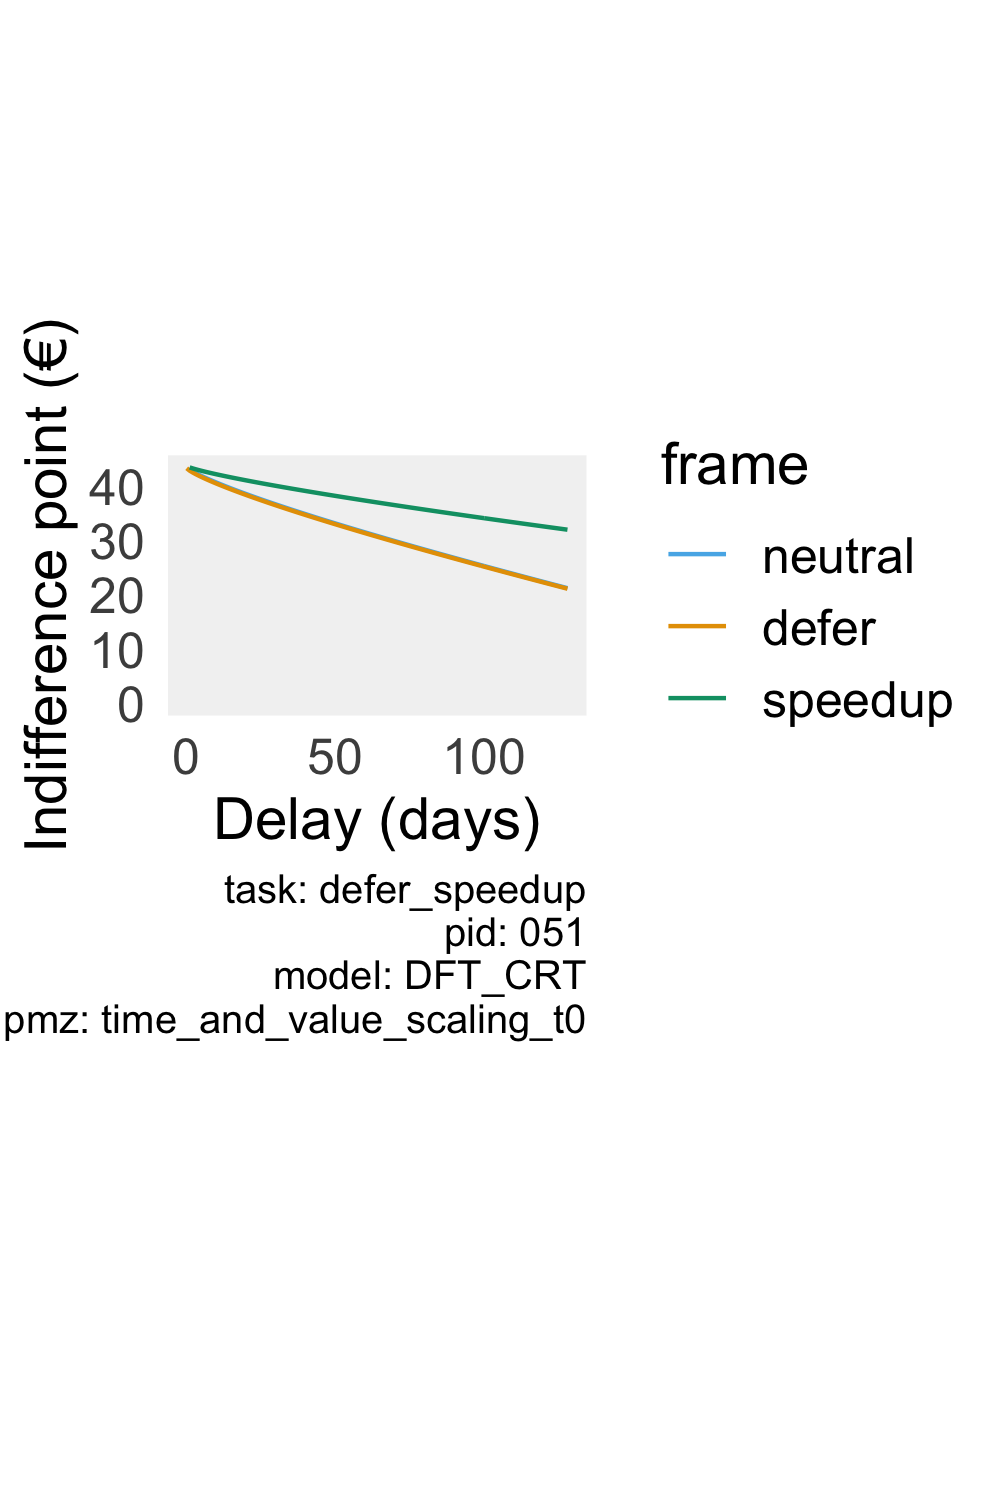 Indifference point (€)
40
30
20
10
0
0 50 100
Delay (days)
frame
neutral
defer
speedup
task: defer_speedup
pid: 051
model: DFT_CRT
pmz: time_and_value_scaling_t0